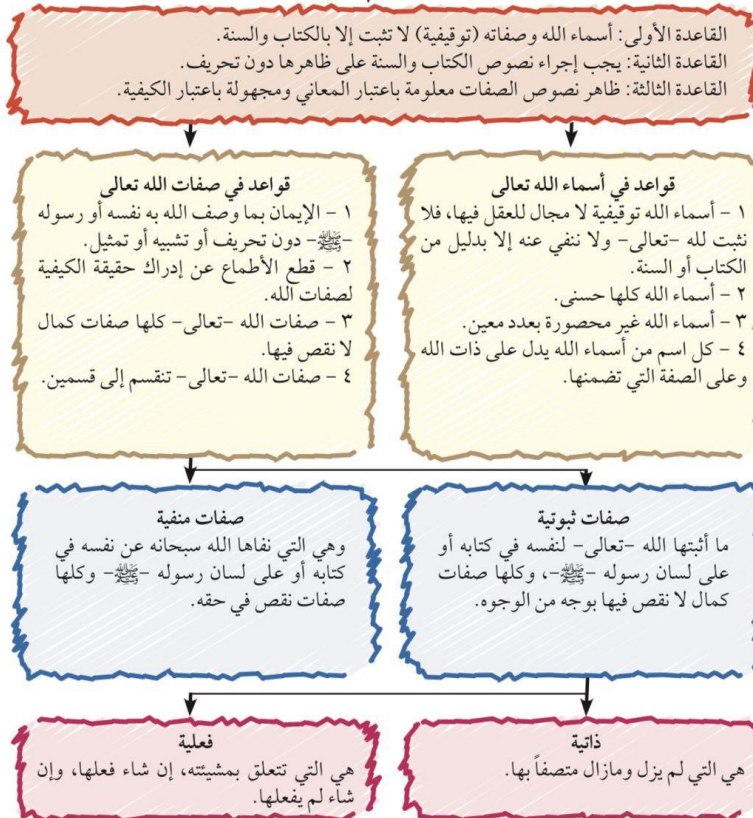 القاعدة الأولى: أسماء الله وصفاته (توقيفية) لا تثبت إلا بالكتاب والسنة.
القاعدة الثانية: يجب إجراء نصوص الكتاب والسنة على ظاهرها دون تحريف.
القاعدة الثالثة: ظاهر نصوص الصفات معلومة باعتبار المعاني ومجهولة باعتبار الكيفية.
قواعد في أسماء الله تعالى
١ – أسماء الله توقيفية لا مجال للعقل فيها، فلا
نثبت لله –تعالى– ولا ننفي عنه إلا بدليل من
الكتاب أو السنة.
٢ – أسماء الله كلها حسنى.
٣ – أسماء الله غير محصورة بعدد معين.
٤ – كل اسم من أسماء الله يدل على ذات الله
وعلى الصفة التي تضمنها.
قواعد في صفات الله تعالى
١ – الإيمان بما وصف الله به نفسه أو رسوله
–ﷺ– دون تحريف أو تشبيه أو تمثيل.
٢ – قطع الأطماع عن إدراك حقيقة الكيفية
لصفات الله.
٣ – صفات الله –تعالى– كلها صفات كمال
لا نقص فيها.
٤ – صفات الله –تعالى– تنقسم إلى قسمين.
صفات ثبوتية
ما أثبتها الله –تعالى– لنفسه في كتابه أو
على لسان رسوله –ﷺ–، وكلها صفات
كمال لا نقص فيها بوجه من الوجوه.
صفات منفية
وهي التي نفاها الله سبحانه عن نفسه في
كتابه أو على لسان رسوله –ﷺ– وكلها
صفات نقص في حقه.
ذاتية
هي التي لم يزل ومازال متصفاً بها.
فعلية
هي التي تتعلق بمشيئته، إن شاء فعلها، وإن
شاء لم يفعلها.